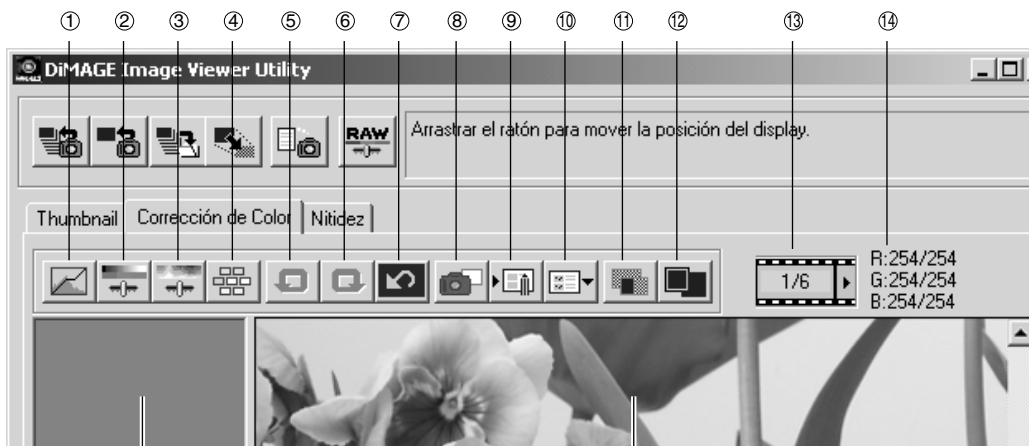 ① ② ③ ④ ⑤ ⑥ ⑦ ⑧ ⑨ ⑩ ⑪ ⑫ ⑬ ⑭
DiMAGE Image Viewer Utility
RAW
Arrastrar el ratón para mover la posición del display.
Thumbnail Corrección de Color Nitidez
1/6
R:254/254
G:254/254
B:254/254